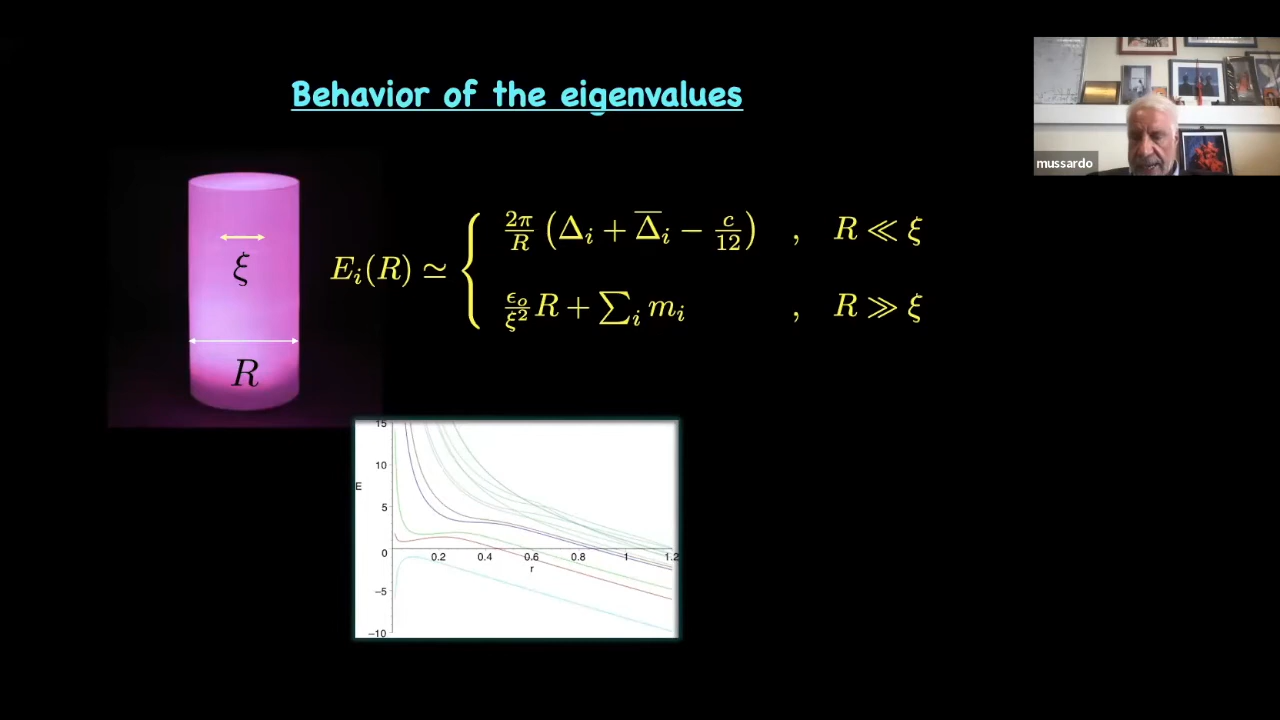 Behavior of the eigenvalues
mussardo
ξ
R
E_i(R) ≃ { 2π/R (Δ_i + Δ̅_i − c/12) , R ≪ ξ
ϵ_o/ξ² R + ∑_i m_i , R ≫ ξ
15
10
E
5
0
0.2 0.4 0.6 0.8 1 1.2
r
−5
−10